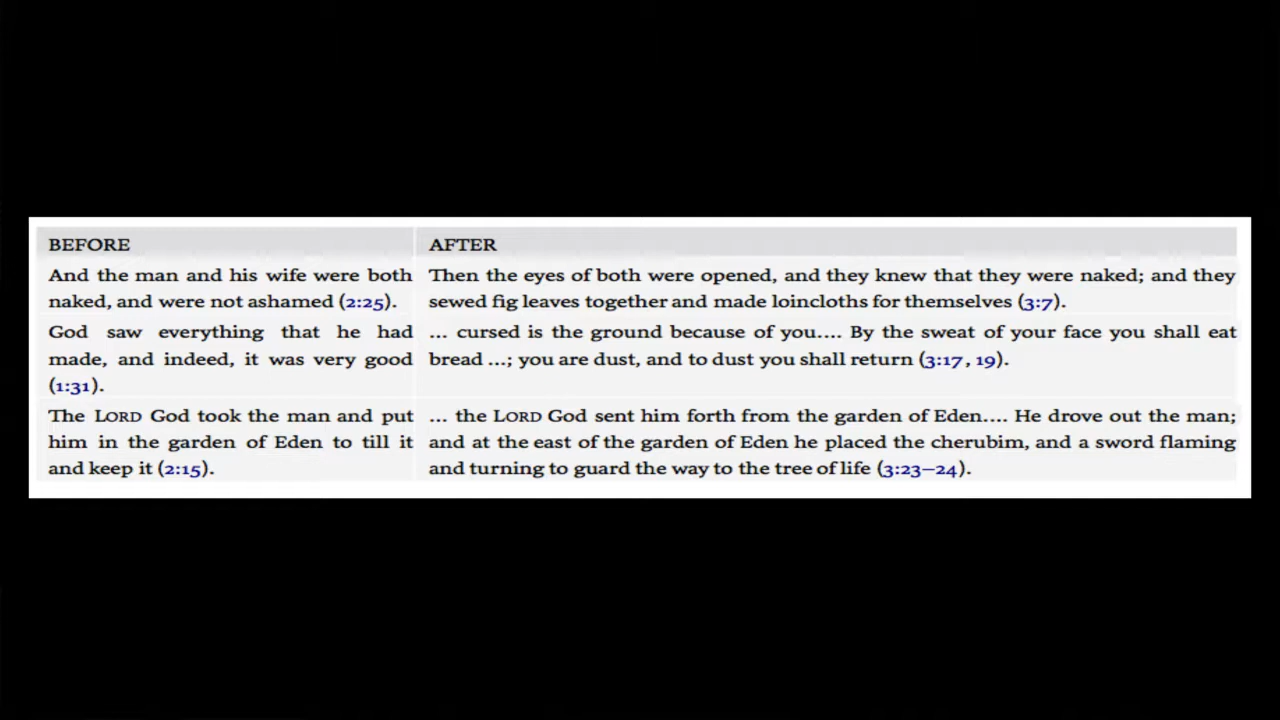 BEFORE
AFTER
And the man and his wife were both
naked, and were not ashamed (2:25).
Then the eyes of both were opened, and they knew that they were naked; and they
sewed fig leaves together and made loincloths for themselves (3:7).
God saw everything that he had
made, and indeed, it was very good
(1:31).
... cursed is the ground because of you.... By the sweat of your face you shall eat
bread ...; you are dust, and to dust you shall return (3:17, 19).
The LORD God took the man and put
him in the garden of Eden to till it
and keep it (2:15).
... the LORD God sent him forth from the garden of Eden.... He drove out the man;
and at the east of the garden of Eden he placed the cherubim, and a sword flaming
and turning to guard the way to the tree of life (3:23–24).